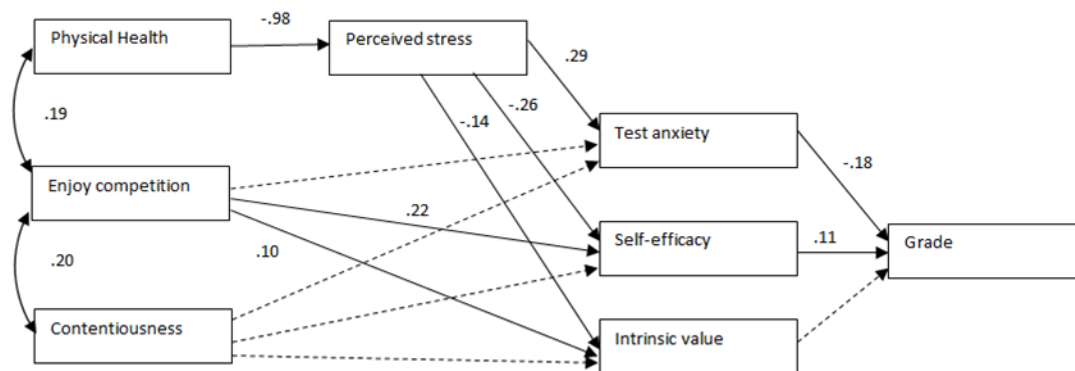 -.98
Physical Health
Perceived stress
.29
.19
-.26
-.14
Test anxiety
-.18
Enjoy competition
.22
Self-efficacy
.11
Grade
.20
.10
Contentiousness
Intrinsic value